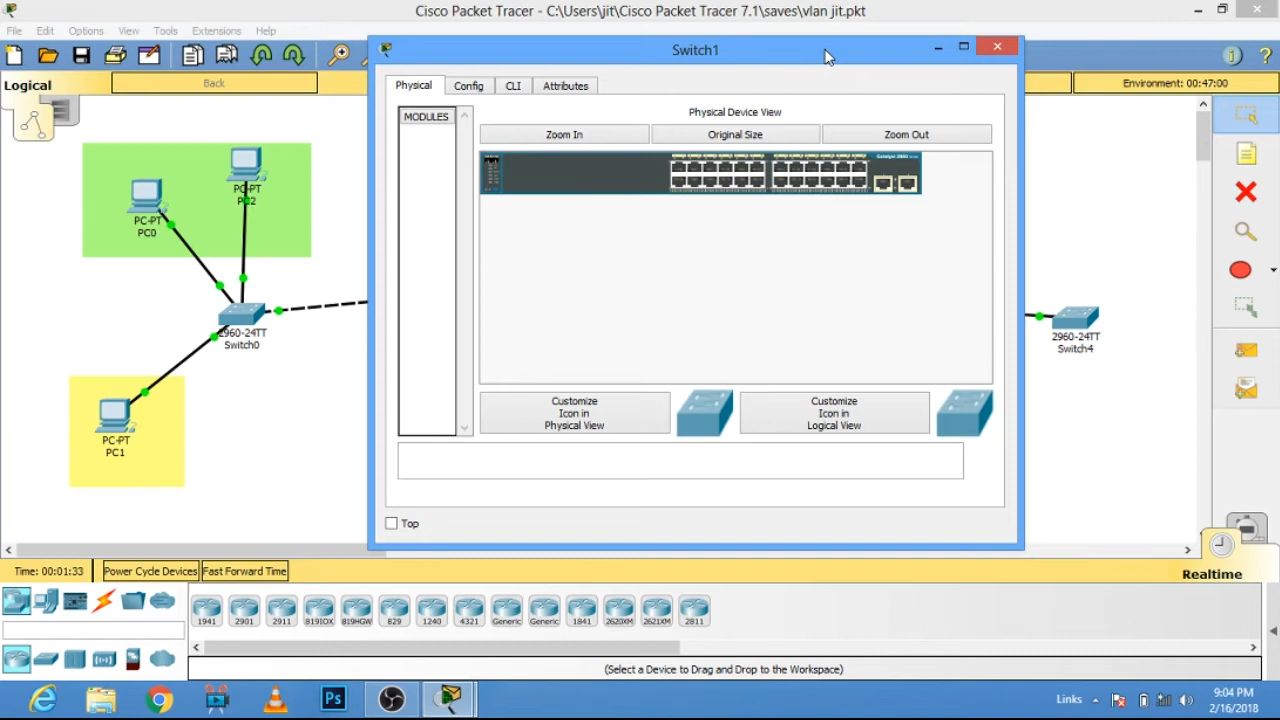 Cisco Packet Tracer - C:\Users\jit\Cisco Packet Tracer 7.1\saves\vlan jit.pkt
File Edit Options View Tools Extensions Help
Switch1
Logical
Back
Environment: 00:47:00
Physical Config CLI Attributes
MODULES
Physical Device View
Zoom In Original Size Zoom Out
Catalyst 2960
PC-PT
PC2
PC-PT
PC0
2960-24TT
Switch0
PC-PT
PC1
2960-24TT
Switch4
Customize
Icon in
Physical View
Customize
Icon in
Logical View
Top
Time: 00:01:33 Power Cycle Devices Fast Forward Time
Realtime
1941 2901 2911 819IOX 819HGW 829 1240 4321 Generic Generic 1841 2620XM 2621XM 2811
(Select a Device to Drag and Drop to the Workspace)
Ps
Links
9:04 PM
2/16/2018